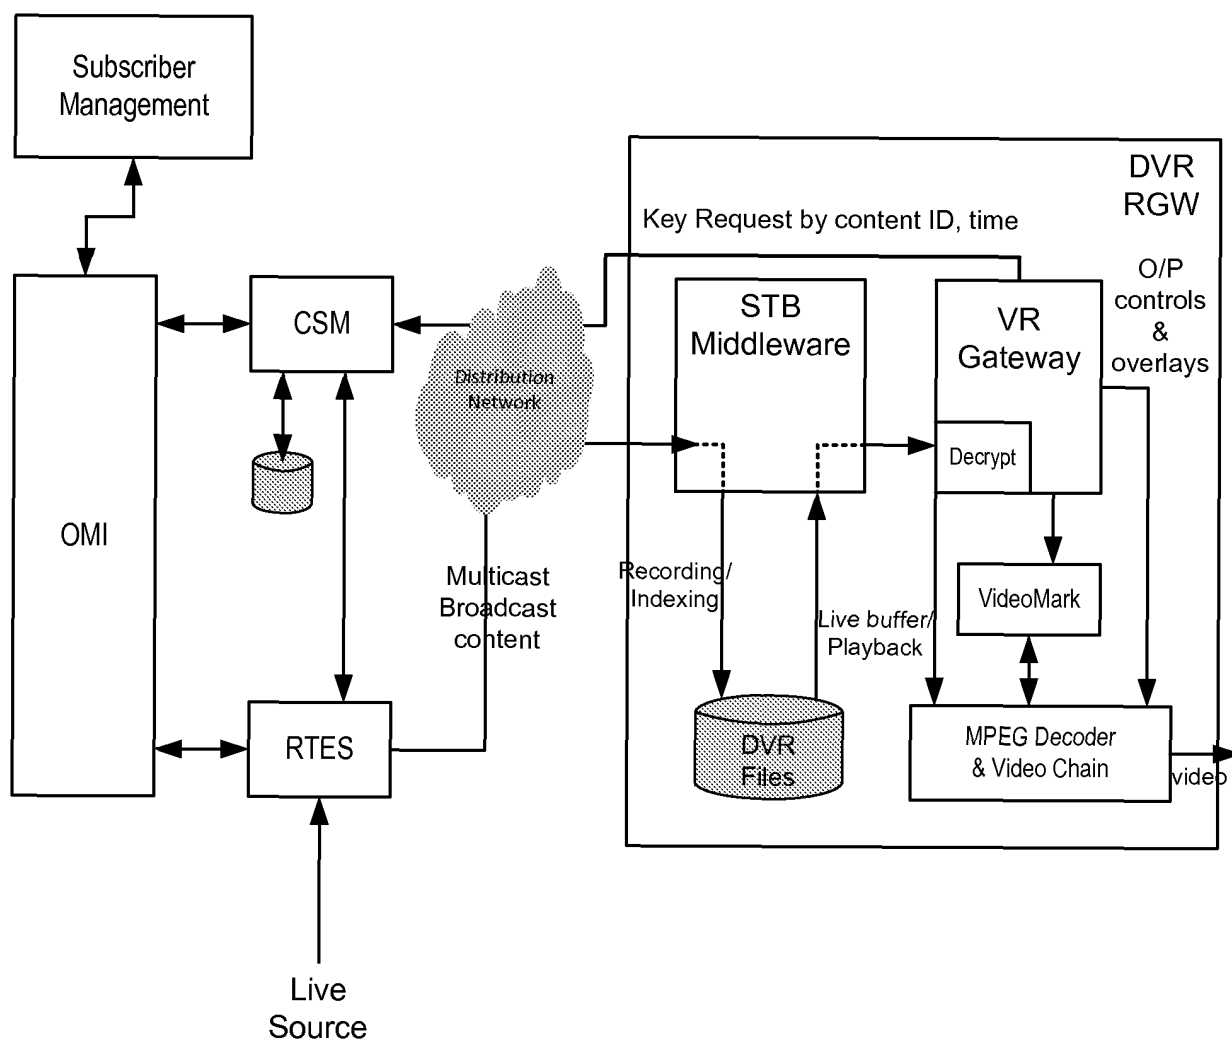 Subscriber
Management
DVR
RGW
Key Request by content ID, time
O/P
controls
&
overlays
CSM
STB
Middleware
VR
Gateway
Distribution
Network
Decrypt
OMI
Multicast
Broadcast
content
Recording/
Indexing
Live buffer/
Playback
VideoMark
RTES
DVR
Files
MPEG Decoder
& Video Chain
video
Live
Source